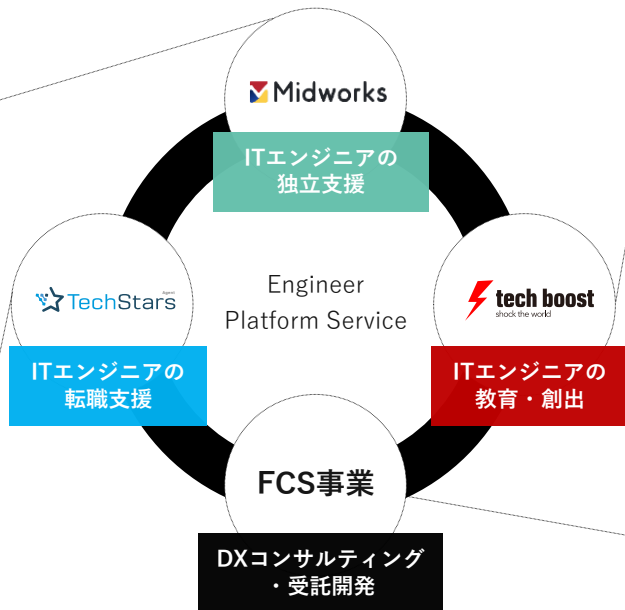 Midworks
ITエンジニアの
独立支援
Engineer
Platform Service
Agent
TechStars
ITエンジニアの
転職支援
tech boost
shock the world
ITエンジニアの
教育・創出
FCS事業
DXコンサルティング
・受託開発